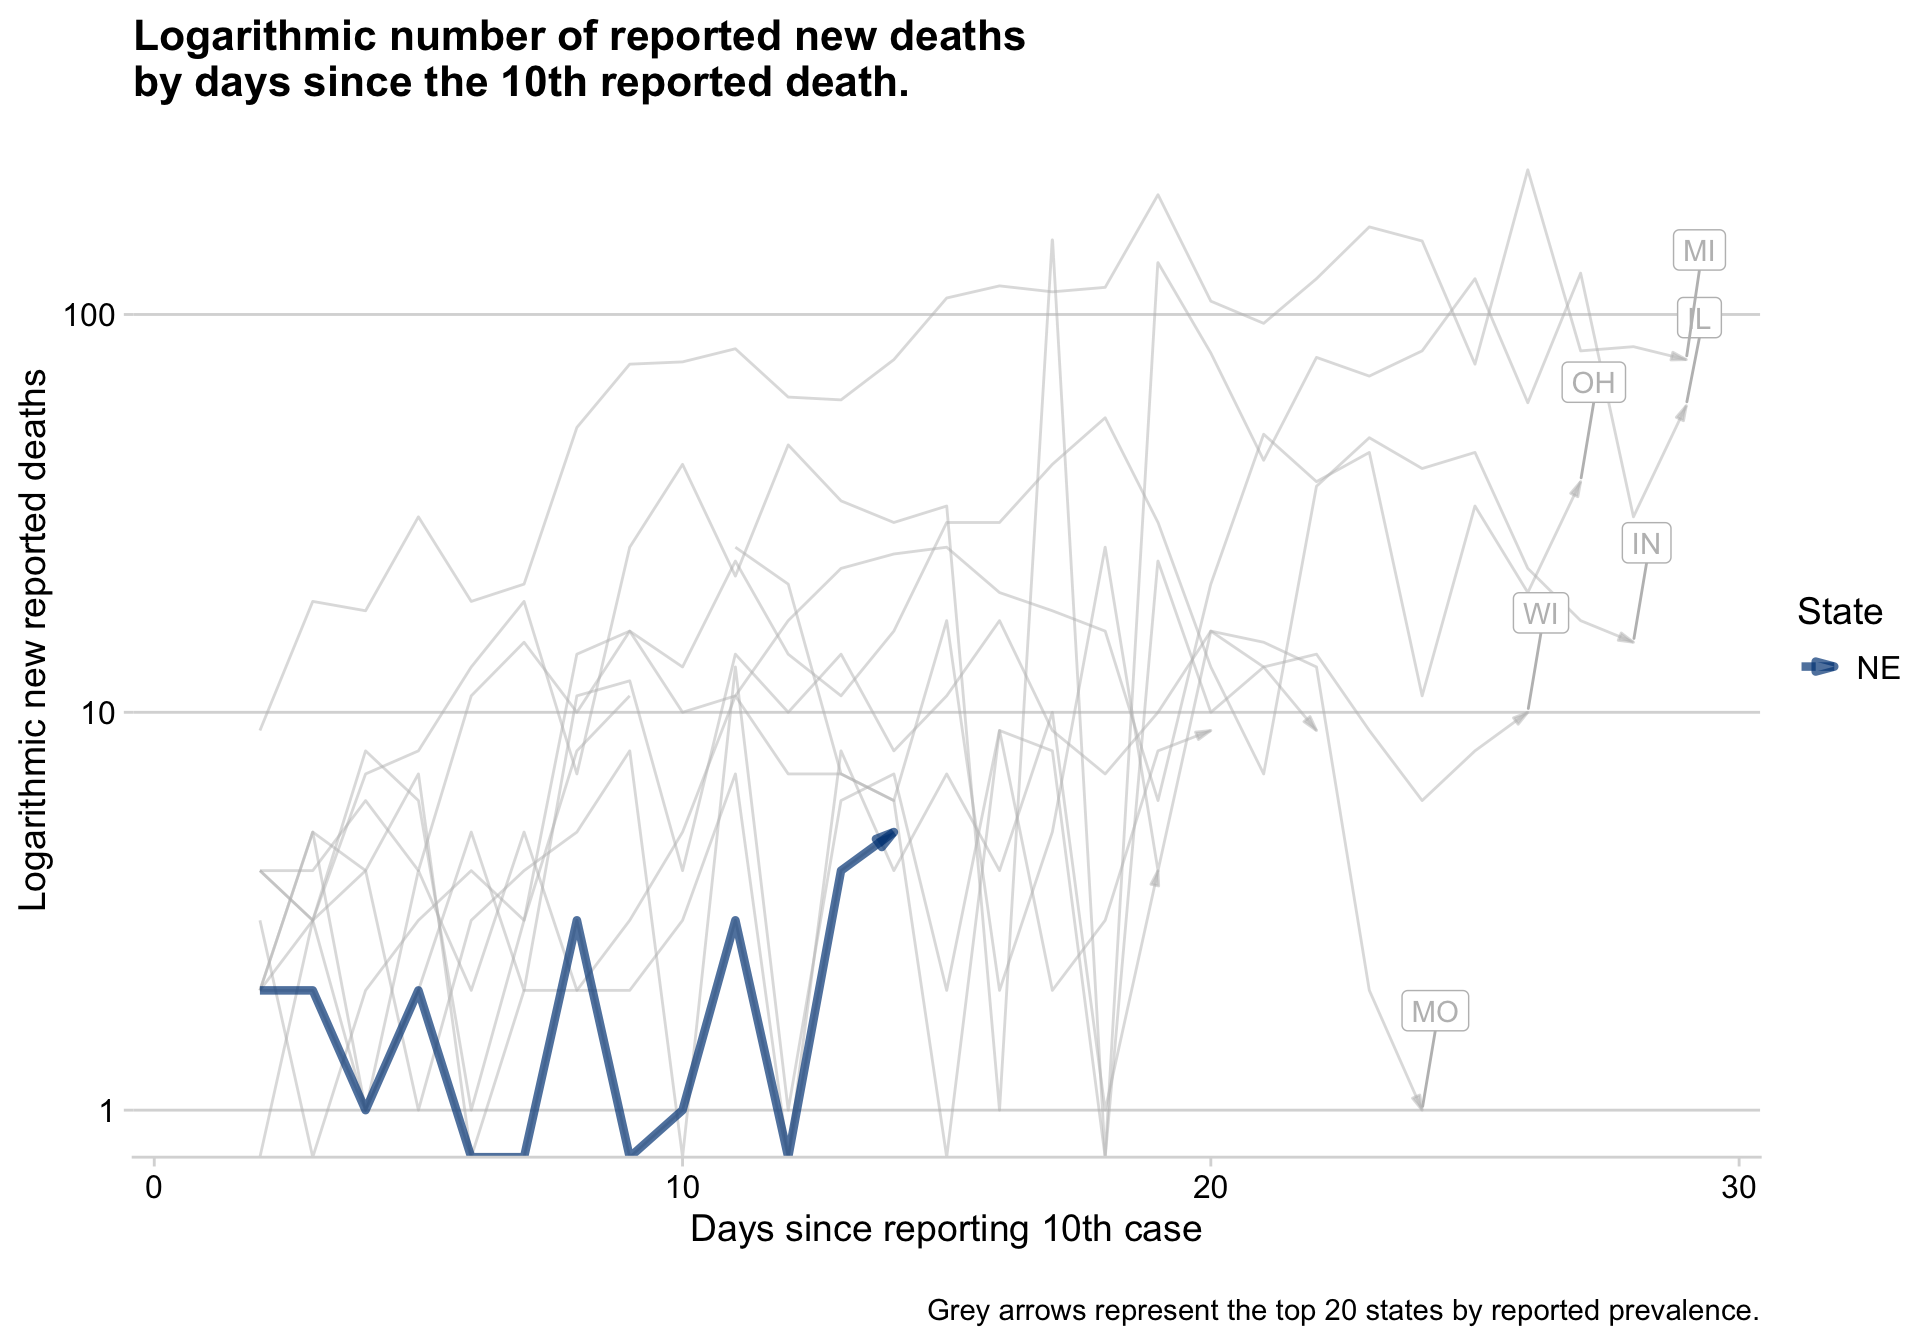 Logarithmic number of reported new deaths
by days since the 10th reported death.
Logarithmic new reported deaths
100
10
1
MI
IL
OH
IN
WI
MO
State
NE
0
10
20
30
Days since reporting 10th case
Grey arrows represent the top 20 states by reported prevalence.